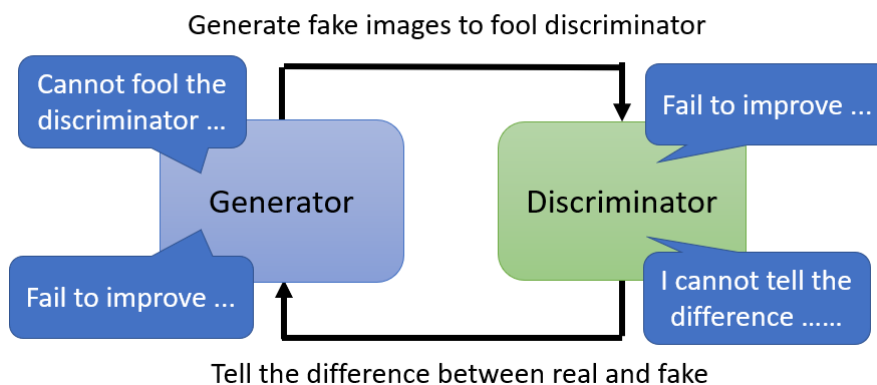 Generate fake images to fool discriminator
Cannot fool the
discriminator ...
Fail to improve ...
Generator
Discriminator
Fail to improve ...
I cannot tell the
difference ......
Tell the difference between real and fake